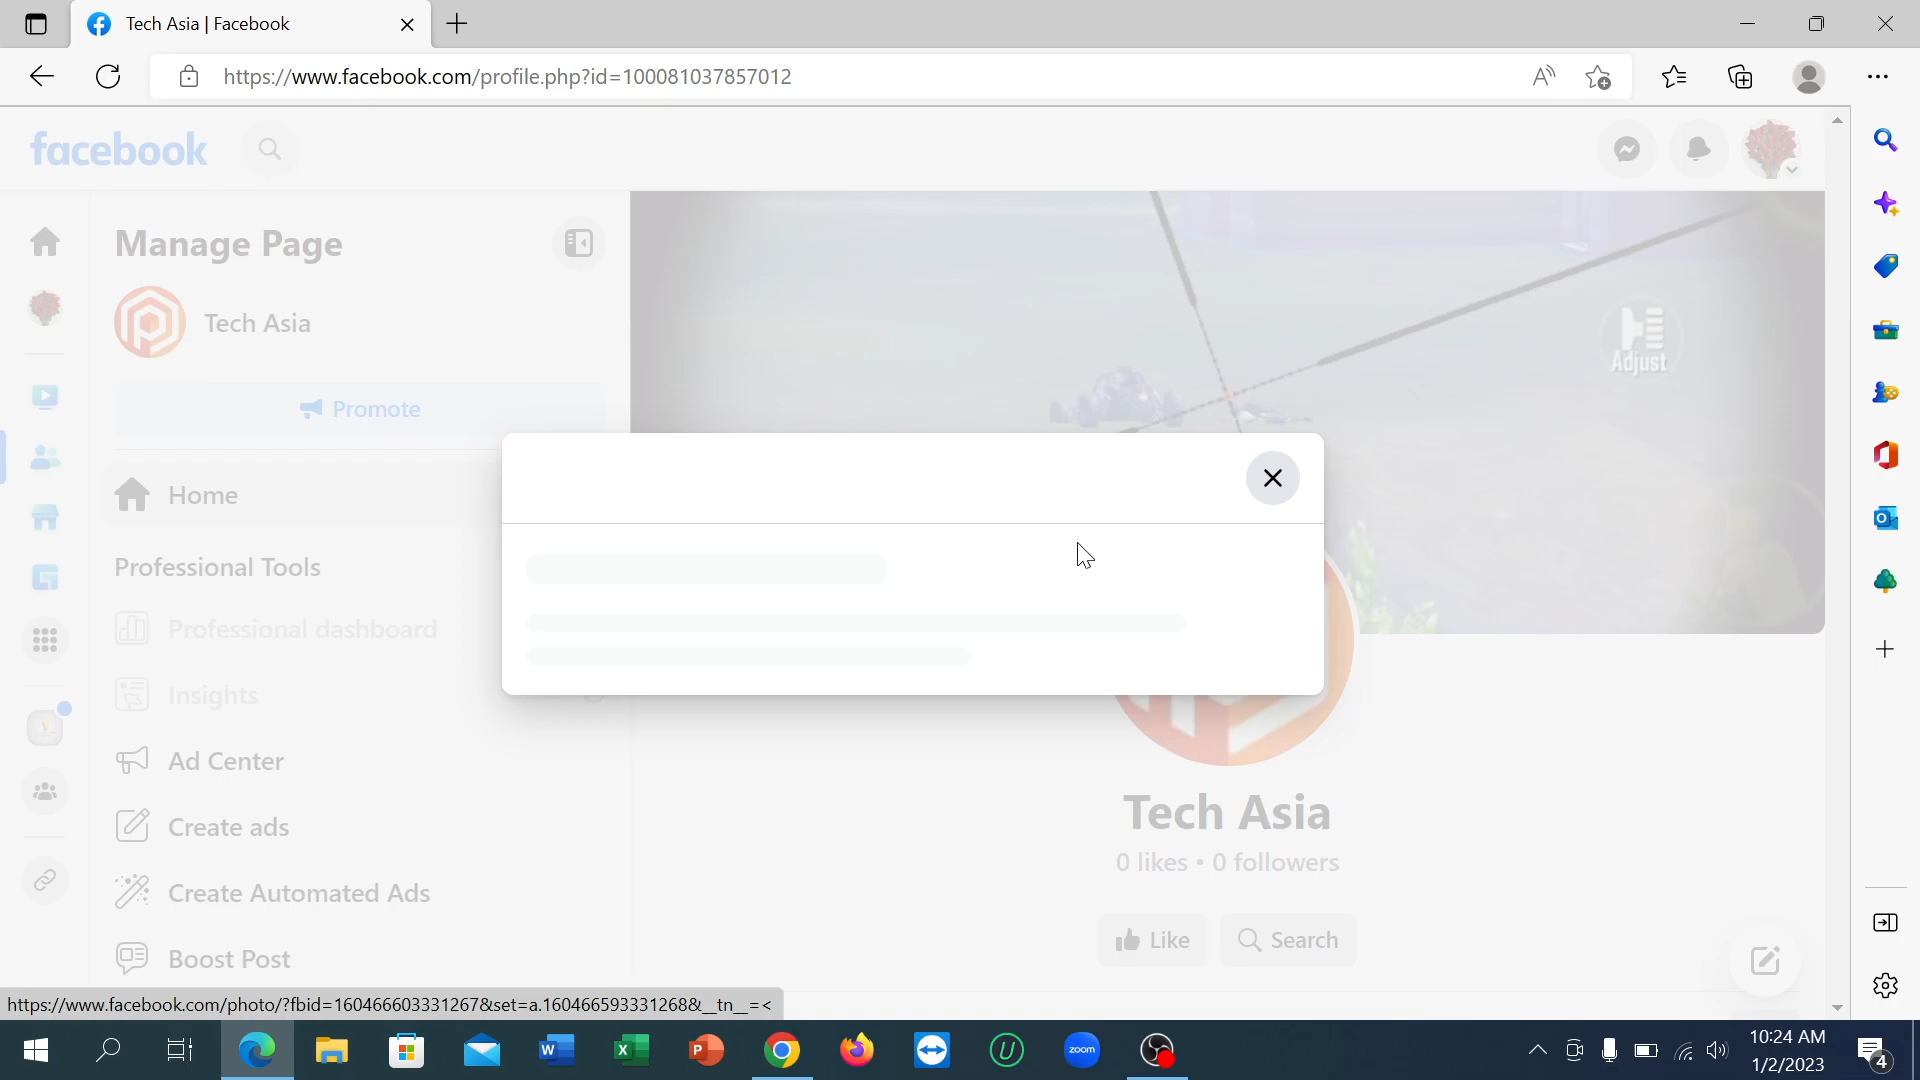 Tech Asia | Facebook
https://www.facebook.com/profile.php?id=100081037857012
facebook
Manage Page
Tech Asia
Promote
Home
Professional Tools
Professional dashboard
Insights
Ad Center
Create ads
Create Automated Ads
Boost Post
Adjust
Tech Asia
0 likes • 0 followers
Like
Search
https://www.facebook.com/photo/?fbid=160466603331267&set=a.160466593331268&__tn__=<
zoom
10:24 AM
1/2/2023
4